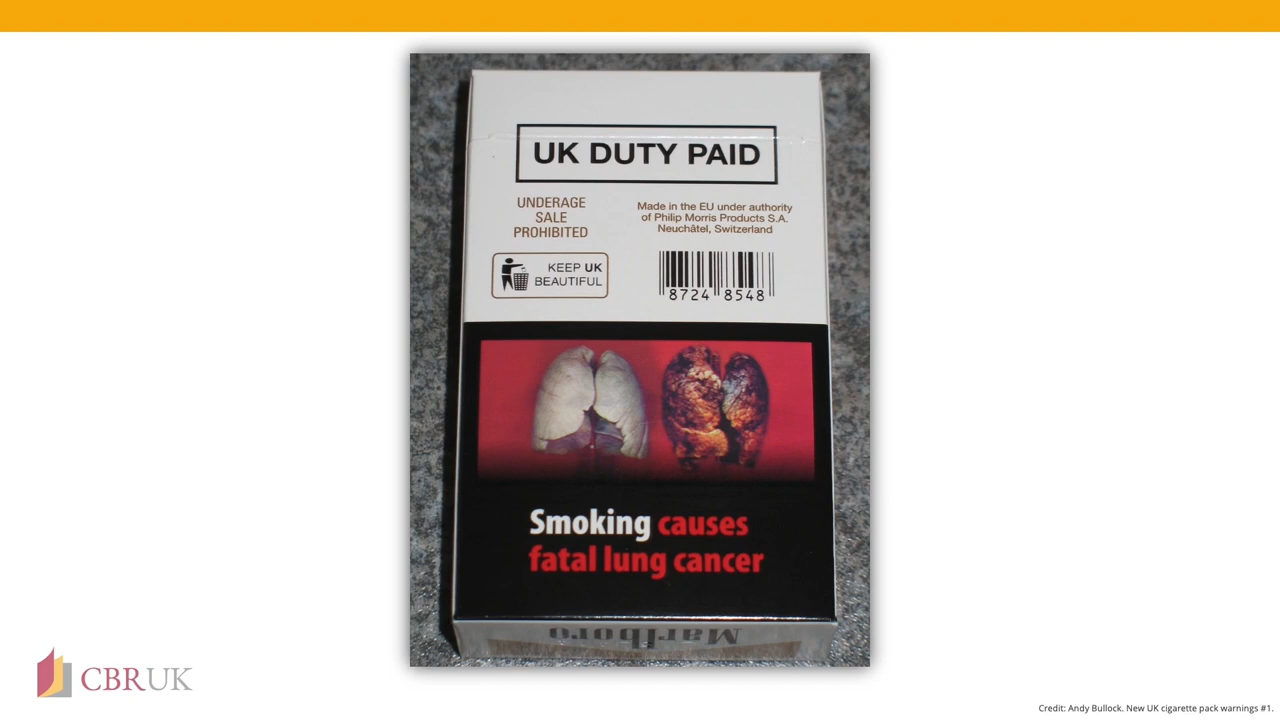 UK DUTY PAID
UNDERAGE
SALE
PROHIBITED
Made in the EU under authority
of Philip Morris Products S.A.
Neuchâtel, Switzerland
KEEP UK
BEAUTIFUL
8724 8548
Smoking causes
fatal lung cancer
Marlboro
CBRUK
Credit: Andy Bullock. New UK cigarette pack warnings #1.